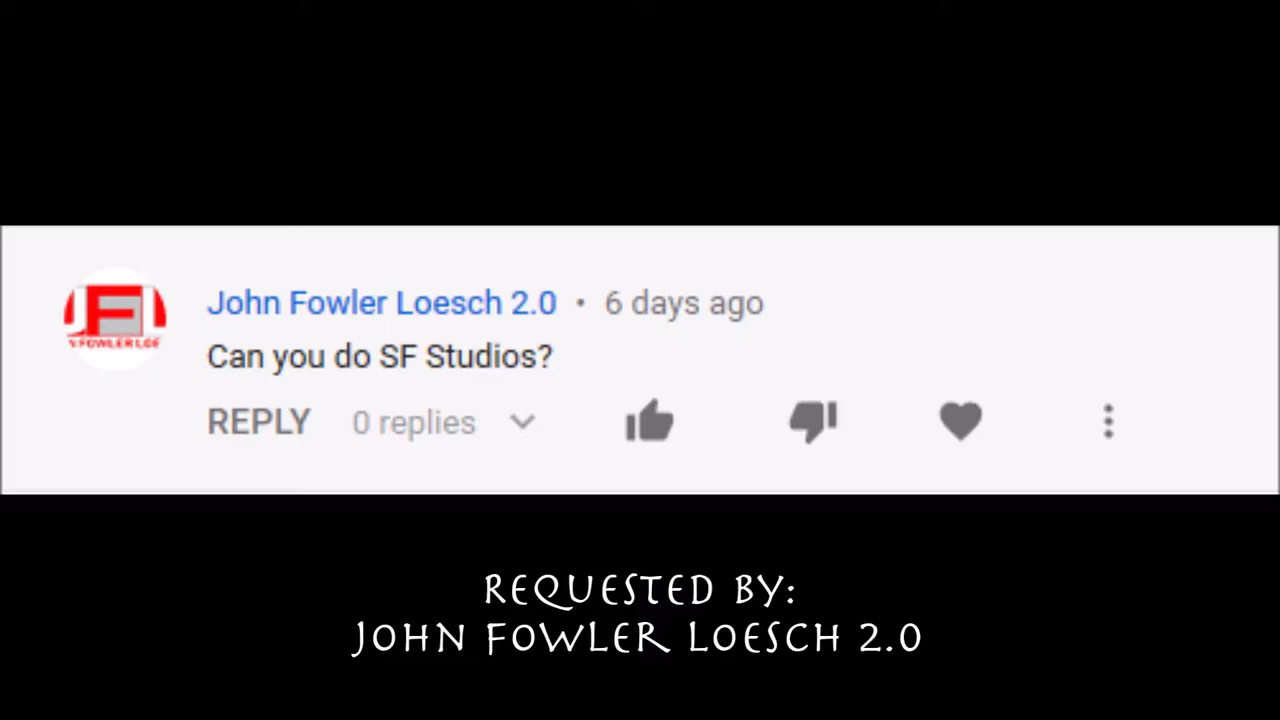 John Fowler Loesch 2.0 • 6 days ago
Can you do SF Studios?
REPLY 0 replies
REQUESTED BY:
JOHN FOWLER LOESCH 2.0